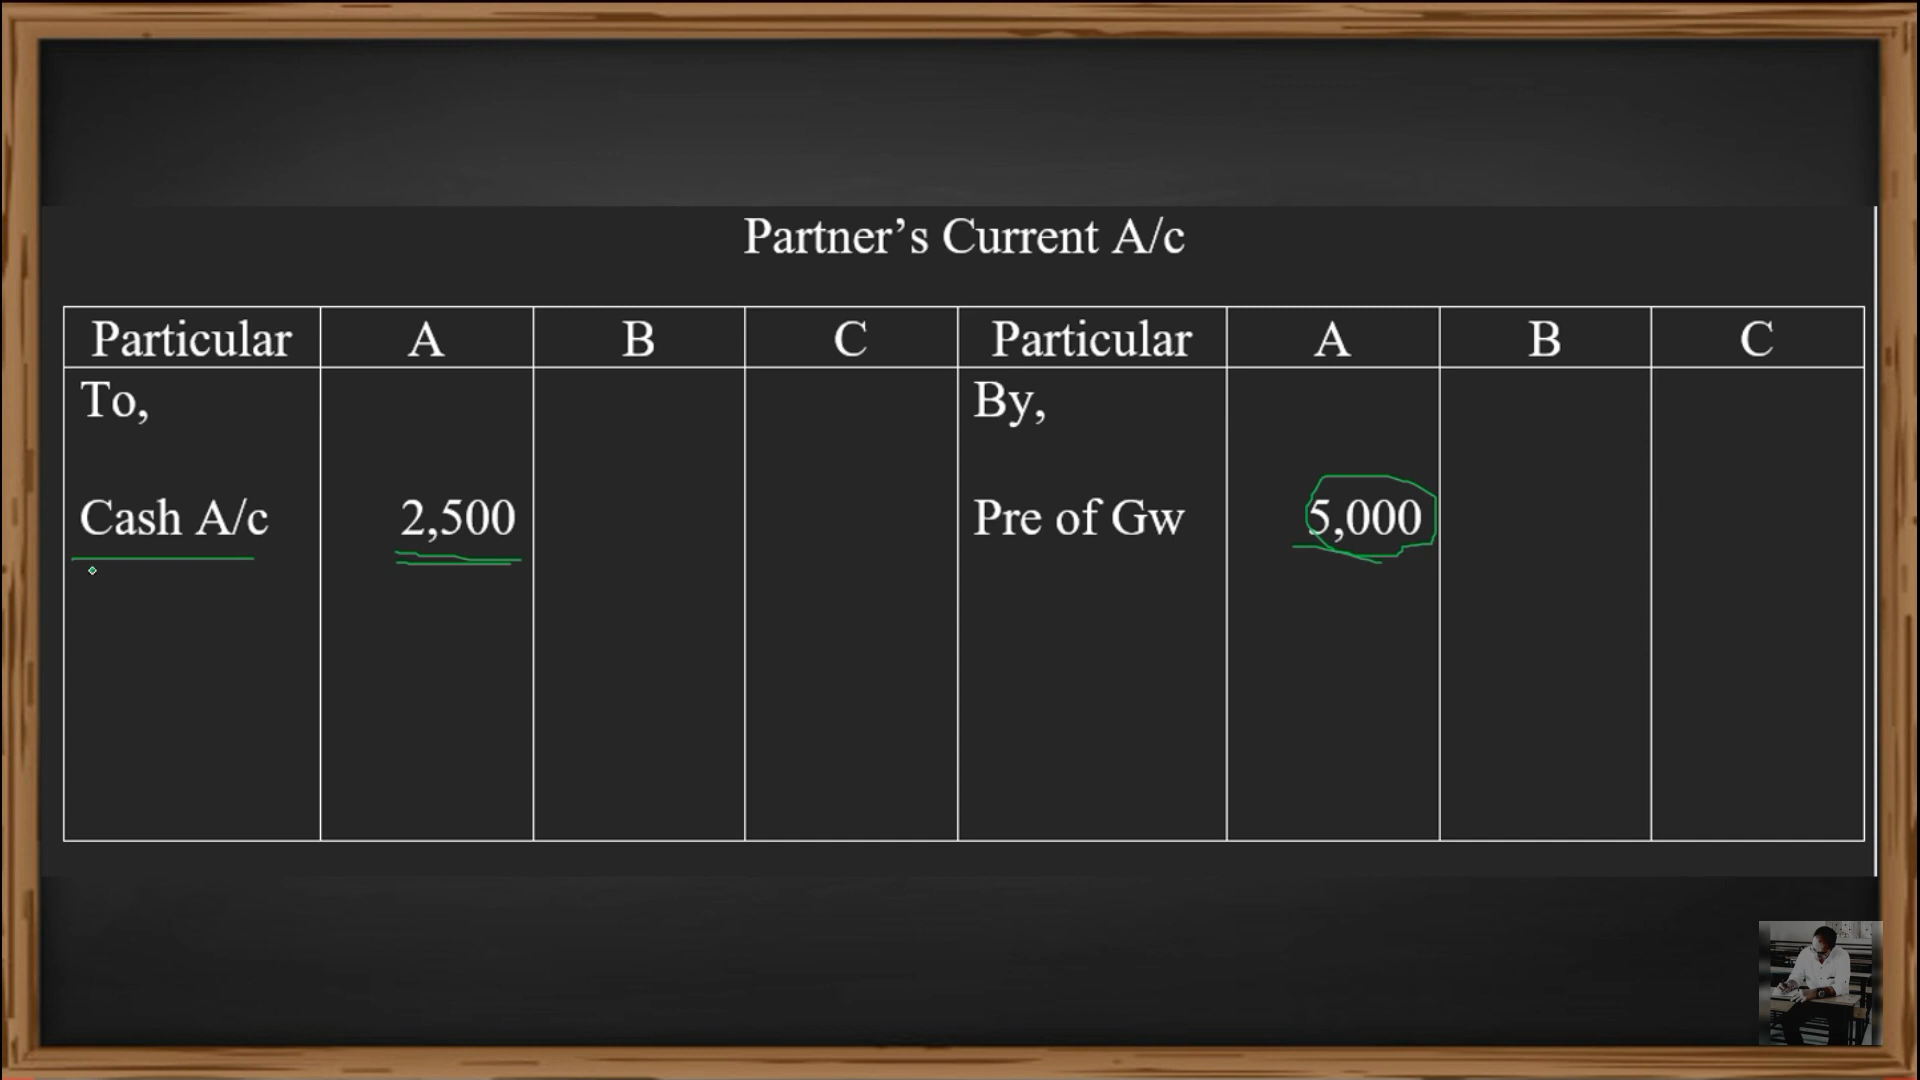 Partner’s Current A/c
Particular A B C Particular A B C
To, By,
Cash A/c 2,500 Pre of Gw 5,000